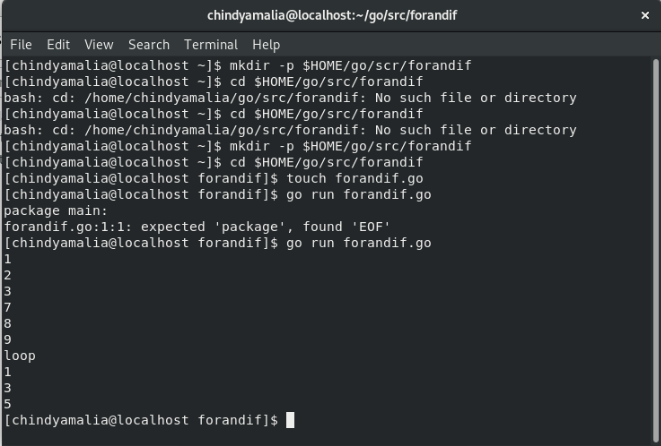 chindyamalia@localhost:~/go/src/forandif
×
File Edit View Search Terminal Help
[chindyamalia@localhost ~]$ mkdir -p $HOME/go/scr/forandif
[chindyamalia@localhost ~]$ cd $HOME/go/src/forandif
bash: cd: /home/chindyamalia/go/src/forandif: No such file or directory
[chindyamalia@localhost ~]$ cd $HOME/go/src/forandif
bash: cd: /home/chindyamalia/go/src/forandif: No such file or directory
[chindyamalia@localhost ~]$ mkdir -p $HOME/go/src/forandif
[chindyamalia@localhost ~]$ cd $HOME/go/src/forandif
[chindyamalia@localhost forandif]$ touch forandif.go
[chindyamalia@localhost forandif]$ go run forandif.go
package main:
forandif.go:1:1: expected 'package', found 'EOF'
[chindyamalia@localhost forandif]$ go run forandif.go
1
2
3
7
8
9
loop
1
3
5
[chindyamalia@localhost forandif]$